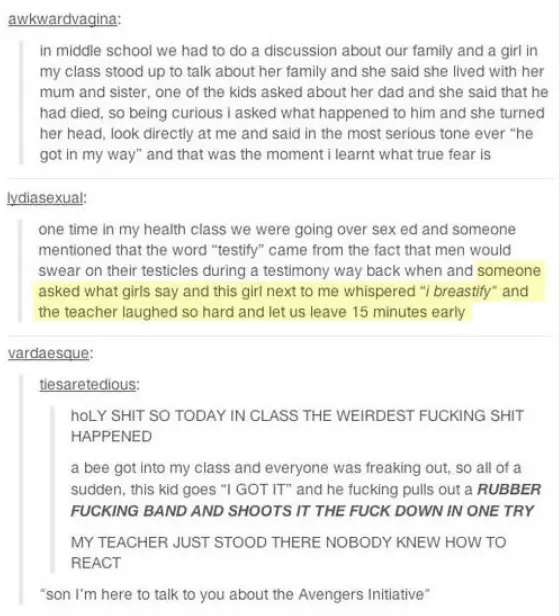 awkwardvagina:
in middle school we had to do a discussion about our family and a girl in
my class stood up to talk about her family and she said she lived with her
mum and sister, one of the kids asked about her dad and she said that he
had died, so being curious i asked what happened to him and she turned
her head, look directly at me and said in the most serious tone ever “he
got in my way” and that was the moment i learnt what true fear is
lydiasexual:
one time in my health class we were going over sex ed and someone
mentioned that the word “testify” came from the fact that men would
swear on their testicles during a testimony way back when and someone
asked what girls say and this girl next to me whispered “i breastify” and
the teacher laughed so hard and let us leave 15 minutes early
vardaesque:
tiesaretedious:
hoLY SHIT SO TODAY IN CLASS THE WEIRDEST FUCKING SHIT
HAPPENED
a bee got into my class and everyone was freaking out, so all of a
sudden, this kid goes “I GOT IT” and he fucking pulls out a RUBBER
FUCKING BAND AND SHOOTS IT THE FUCK DOWN IN ONE TRY
MY TEACHER JUST STOOD THERE NOBODY KNEW HOW TO
REACT
“son I’m here to talk to you about the Avengers Initiative”